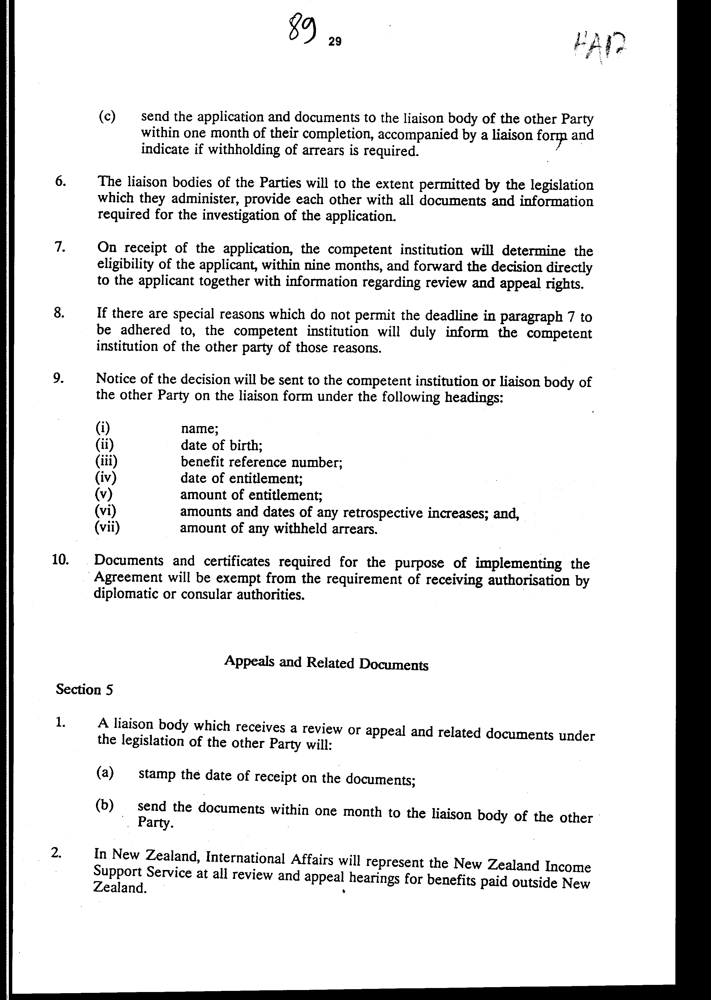 89
29
(c) send the application and documents to the liaison body of the other Party
within one month of their completion, accompanied by a liaison form and
indicate if withholding of arrears is required.
6. The liaison bodies of the Parties will to the extent permitted by the legislation
which they administer, provide each other with all documents and information
required for the investigation of the application.
7. On receipt of the application, the competent institution will determine the
eligibility of the applicant, within nine months, and forward the decision directly
to the applicant together with information regarding review and appeal rights.
8. If there are special reasons which do not permit the deadline in paragraph 7 to
be adhered to, the competent institution will duly inform the competent
institution of the other party of those reasons.
9. Notice of the decision will be sent to the competent institution or liaison body of
the other Party on the liaison form under the following headings:
(i) name;
(ii) date of birth;
(iii) benefit reference number;
(iv) date of entitlement;
(v) amount of entitlement;
(vi) amounts and dates of any retrospective increases; and,
(vii) amount of any withheld arrears.
10. Documents and certificates required for the purpose of implementing the
Agreement will be exempt from the requirement of receiving authorisation by
diplomatic or consular authorities.
Appeals and Related Documents
Section 5
1. A liaison body which receives a review or appeal and related documents under
the legislation of the other Party will:
(a) stamp the date of receipt on the documents;
(b) send the documents within one month to the liaison body of the other
Party.
2. In New Zealand, International Affairs will represent the New Zealand Income
Support Service at all review and appeal hearings for benefits paid outside New
Zealand.